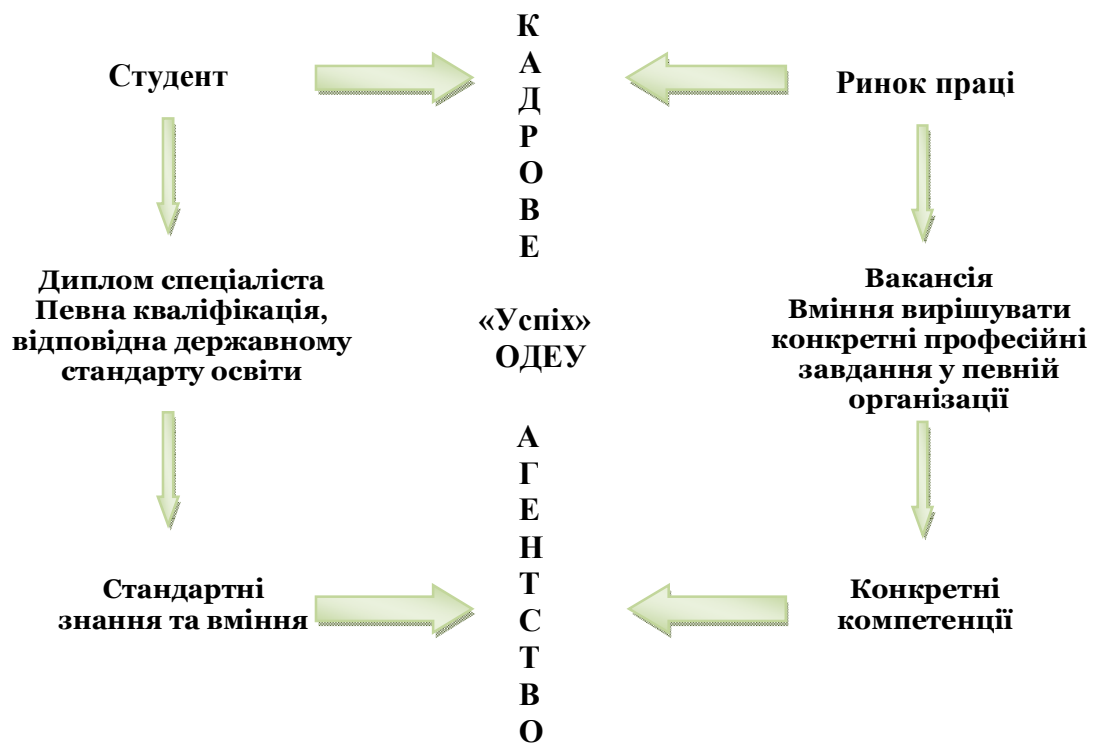 Студент
Диплом спеціаліста
Певна кваліфікація,
відповідна державному
стандарту освіти
Стандартні
знання та вміння
К
А
Д
Р
О
В
Е
«Успіх»
ОДЕУ
А
Г
Е
Н
Т
С
Т
В
О
Ринок праці
Вакансія
Вміння вирішувати
конкретні професійні
завдання у певній
організації
Конкретні
компетенції